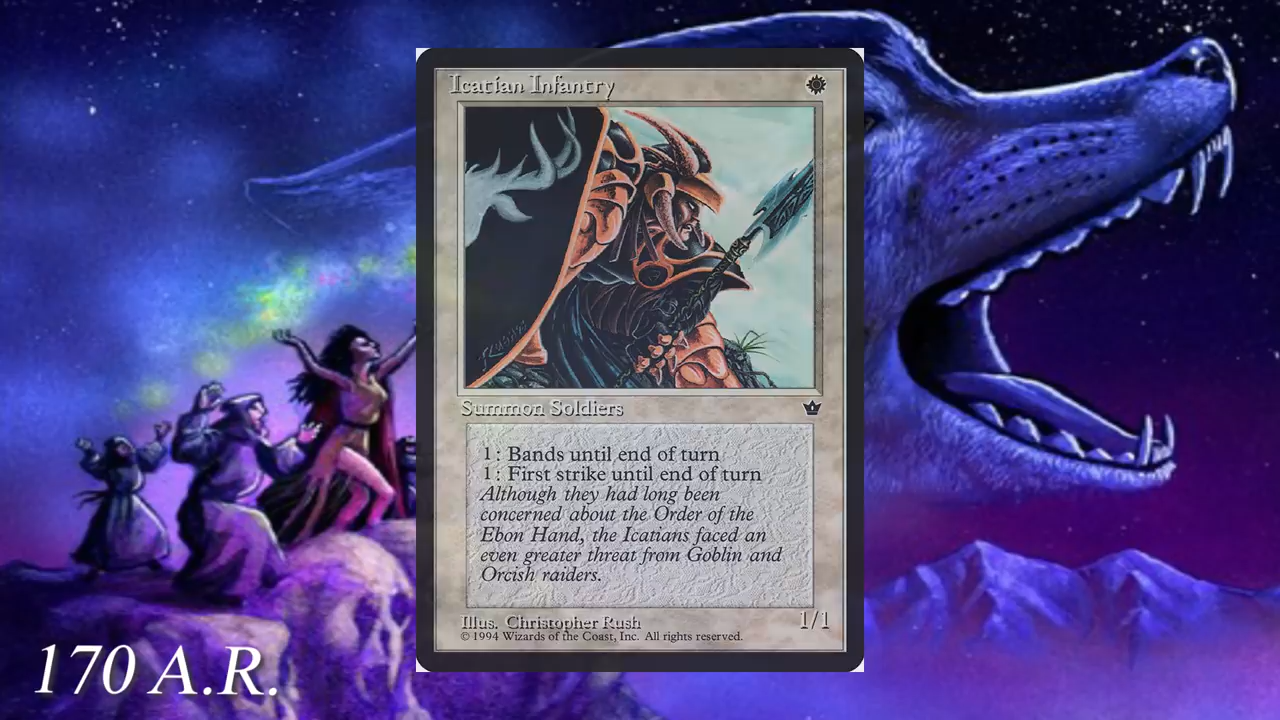 Icatian Infantry
Summon Soldiers
1: Bands until end of turn
1: First strike until end of turn
Although they had long been
concerned about the Order of the
Ebon Hand, the Icatians faced an
even greater threat from Goblin and
Orcish raiders.
Illus. Christopher Rush
1/1
© 1994 Wizards of the Coast, Inc. All rights reserved.
170 A.R.